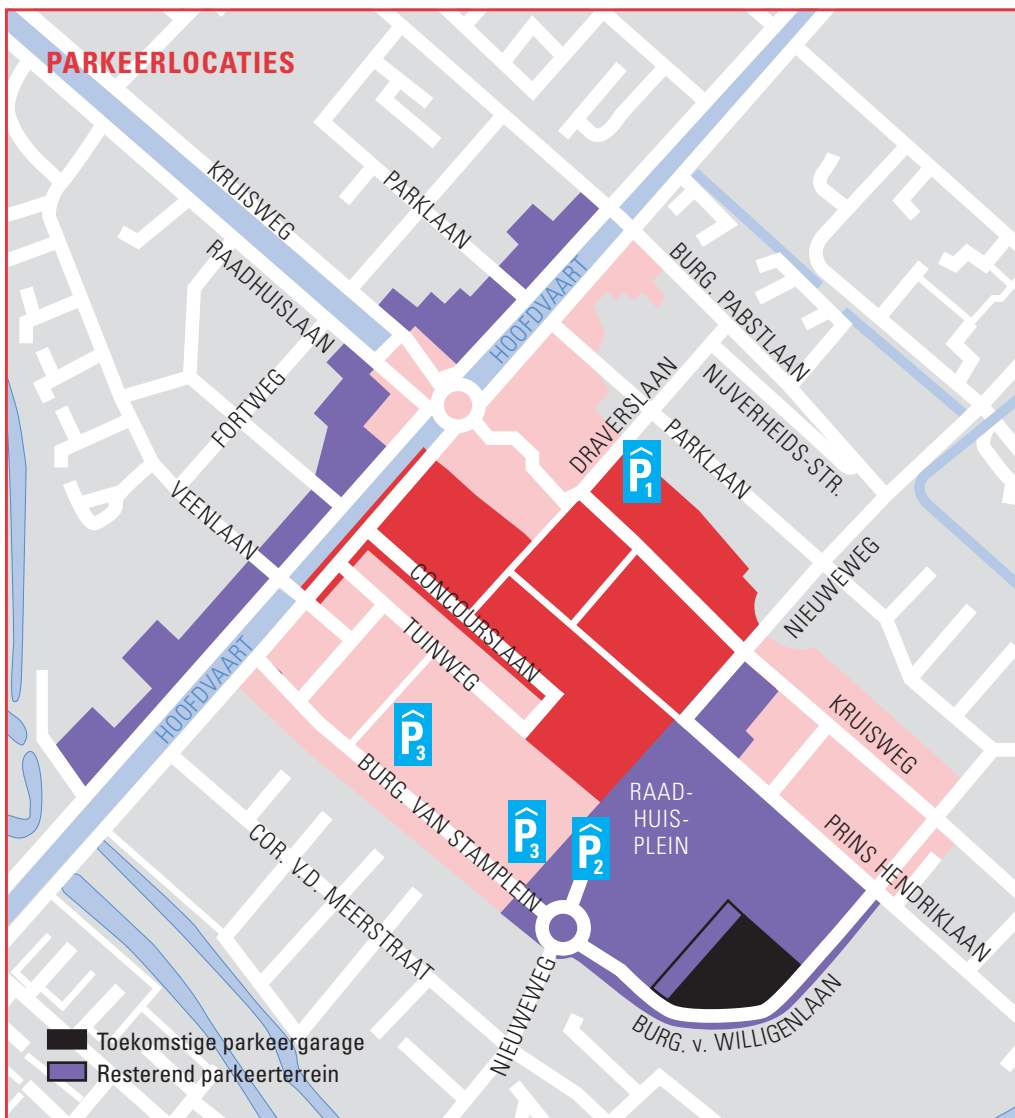 PARKEERLOCATIES
KRUISWEG
PARKLAAN
RAADHUISLAAN
HOOFDVAART
BURG. PABSTLAAN
FORTWEG
DRAVERSLAAN
NIJVERHEIDS-STR.
PARKLAAN
P1
VEENLAAN
NIEUWEWEG
CONCOURSLAAN
TUINWEG
HOOFDVAART
KRUISWEG
P3
BURG. VAN STAMPLEIN
RAAD-
HUIS-
PLEIN
P3
P2
PRINS HENDRIKLAAN
COR. V.D. MEERSTRAAT
NIEUWEWEG
BURG. v. WILLIGENLAAN
Toekomstige parkeergarage
Resterend parkeerterrein